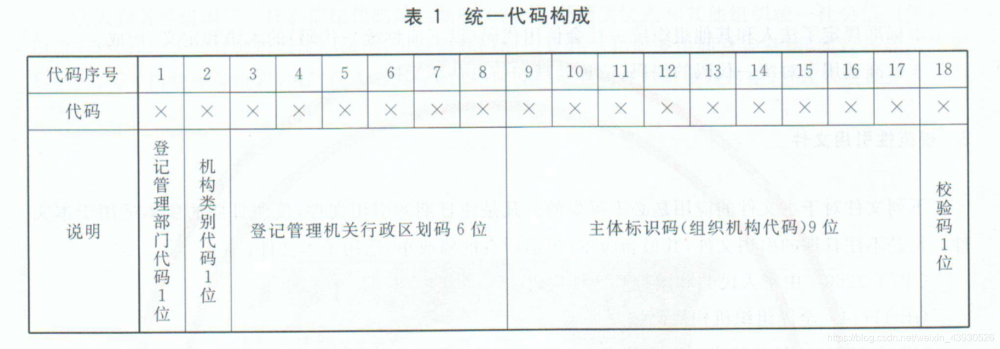 表 1 统一代码构成
代码序号 1 2 3 4 5 6 7 8 9 10 11 12 13 14 15 16 17 18
代码 × × × × × × × × × × × × × × × × × ×
说明 登记管理部门代码1位 机构类别代码1位 登记管理机关行政区划码 6 位 主体标识码(组织机构代码)9 位 校验码1位
https://blog.csdn.net/weixin_43930526